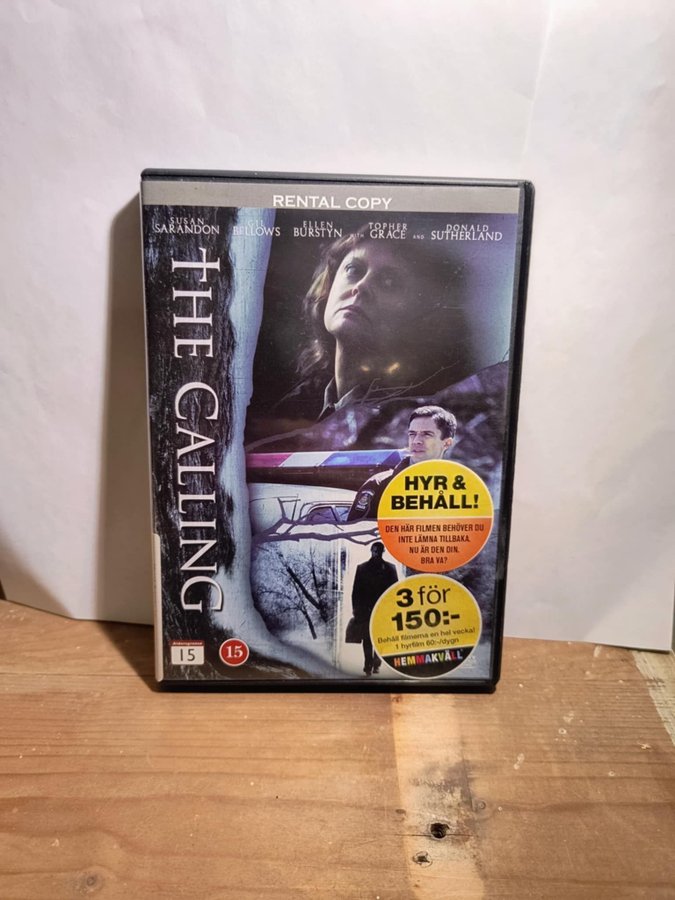 RENTAL COPY
SUSAN SARANDON GIL BELLOWS ELLEN BURSTYN WITH TOPHER GRACE AND DONALD SUTHERLAND
THE CALLING
HYR &
BEHÅLL!
DEN HÄR FILMEN BEHÖVER DU
INTE LÄMNA TILLBAKA.
NU ÄR DEN DIN.
BRA VA?
3 för
150:-
Behåll filmerna en hel vecka!
1 hyrfilm 60:-/dygn
HEMMAKVÄLL
Aldersgrense
15
15